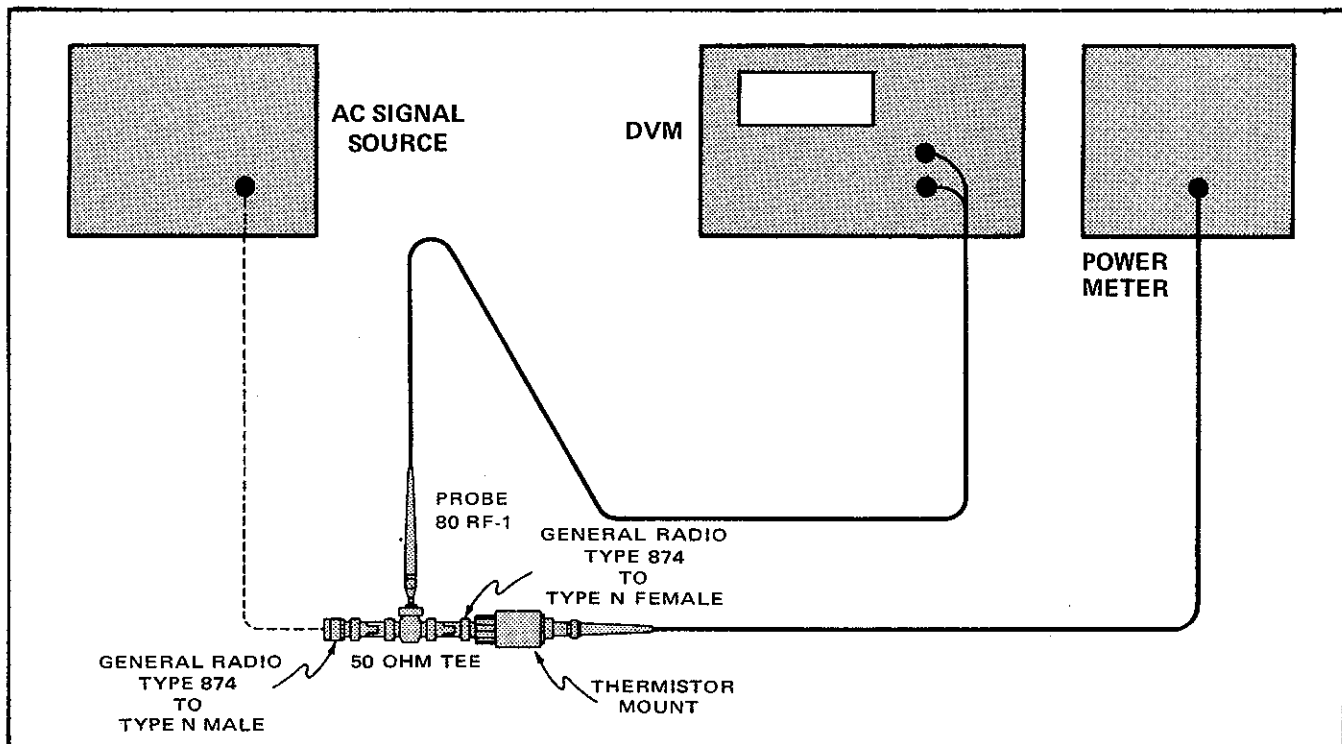 AC SIGNAL
SOURCE
DVM
POWER
METER
PROBE
80 RF-1
GENERAL RADIO
TYPE 874
TO
TYPE N FEMALE
GENERAL RADIO
TYPE 874
TO
TYPE N MALE
50 OHM TEE
THERMISTOR
MOUNT